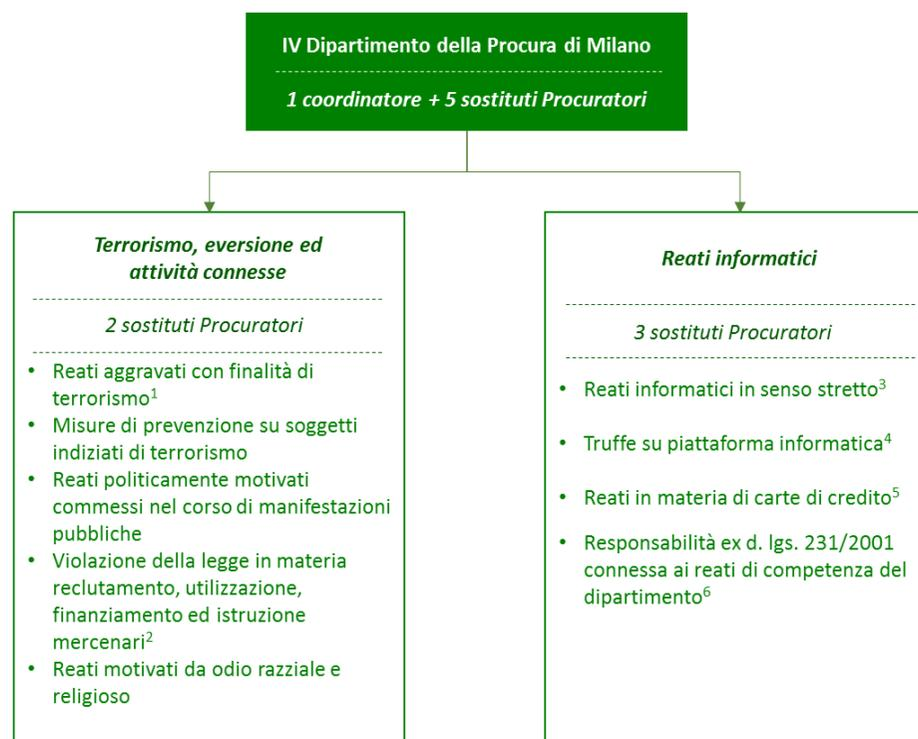 IV Dipartimento della Procura di Milano
1 coordinatore + 5 sostituti Procuratori
Terrorismo, eversione ed
attività connesse
2 sostituti Procuratori
• Reati aggravati con finalità di
terrorismo1
• Misure di prevenzione su soggetti
indiziati di terrorismo
• Reati politicamente motivati
commessi nel corso di manifestazioni
pubbliche
• Violazione della legge in materia
reclutamento, utilizzazione,
finanziamento ed istruzione
mercenari2
• Reati motivati da odio razziale e
religioso
Reati informatici
3 sostituti Procuratori
• Reati informatici in senso stretto3
• Truffe su piattaforma informatica4
• Reati in materia di carte di credito5
• Responsabilità ex d. lgs. 231/2001
connessa ai reati di competenza del
dipartimento6